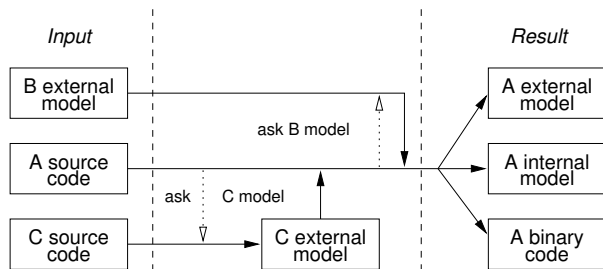 Input
Result
B external
model
A external
model
ask B model
A source
code
A internal
model
ask
C model
C source
code
C external
model
A binary
code